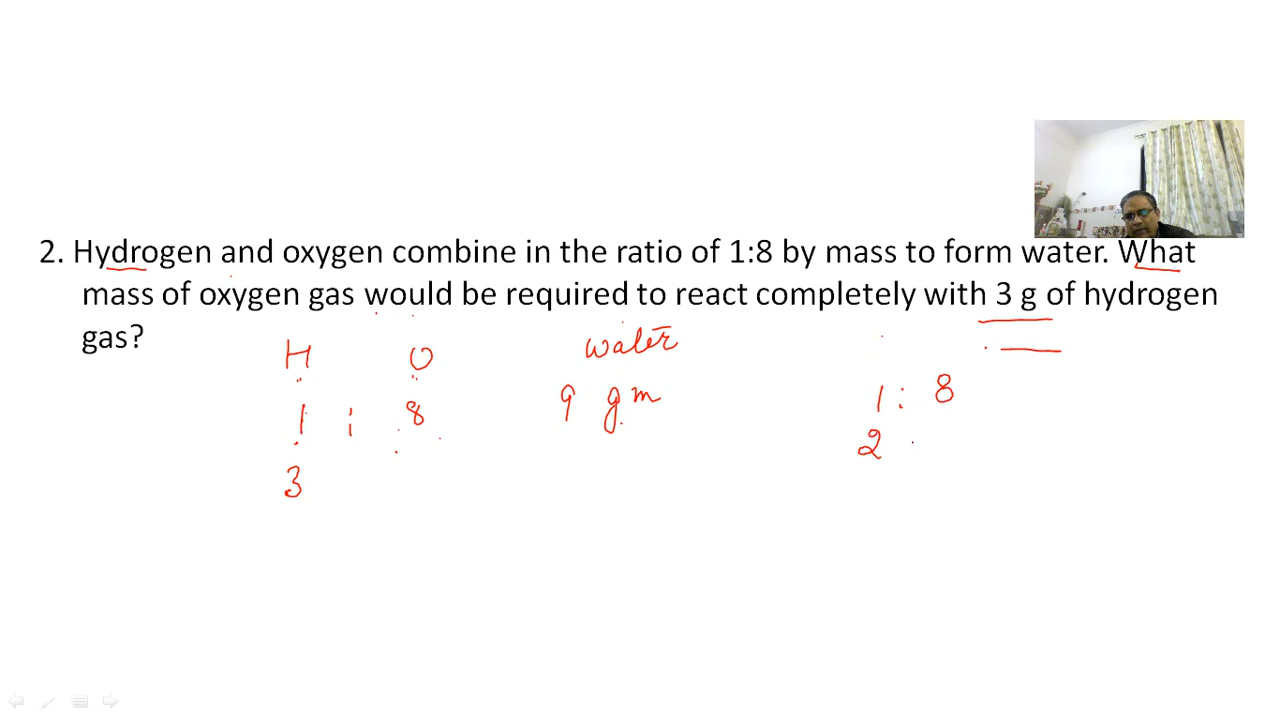 2. Hydrogen and oxygen combine in the ratio of 1:8 by mass to form water. What
mass of oxygen gas would be required to react completely with 3 g of hydrogen
gas?
H O water
1 : 8 9 gm 1 : 8
3 2